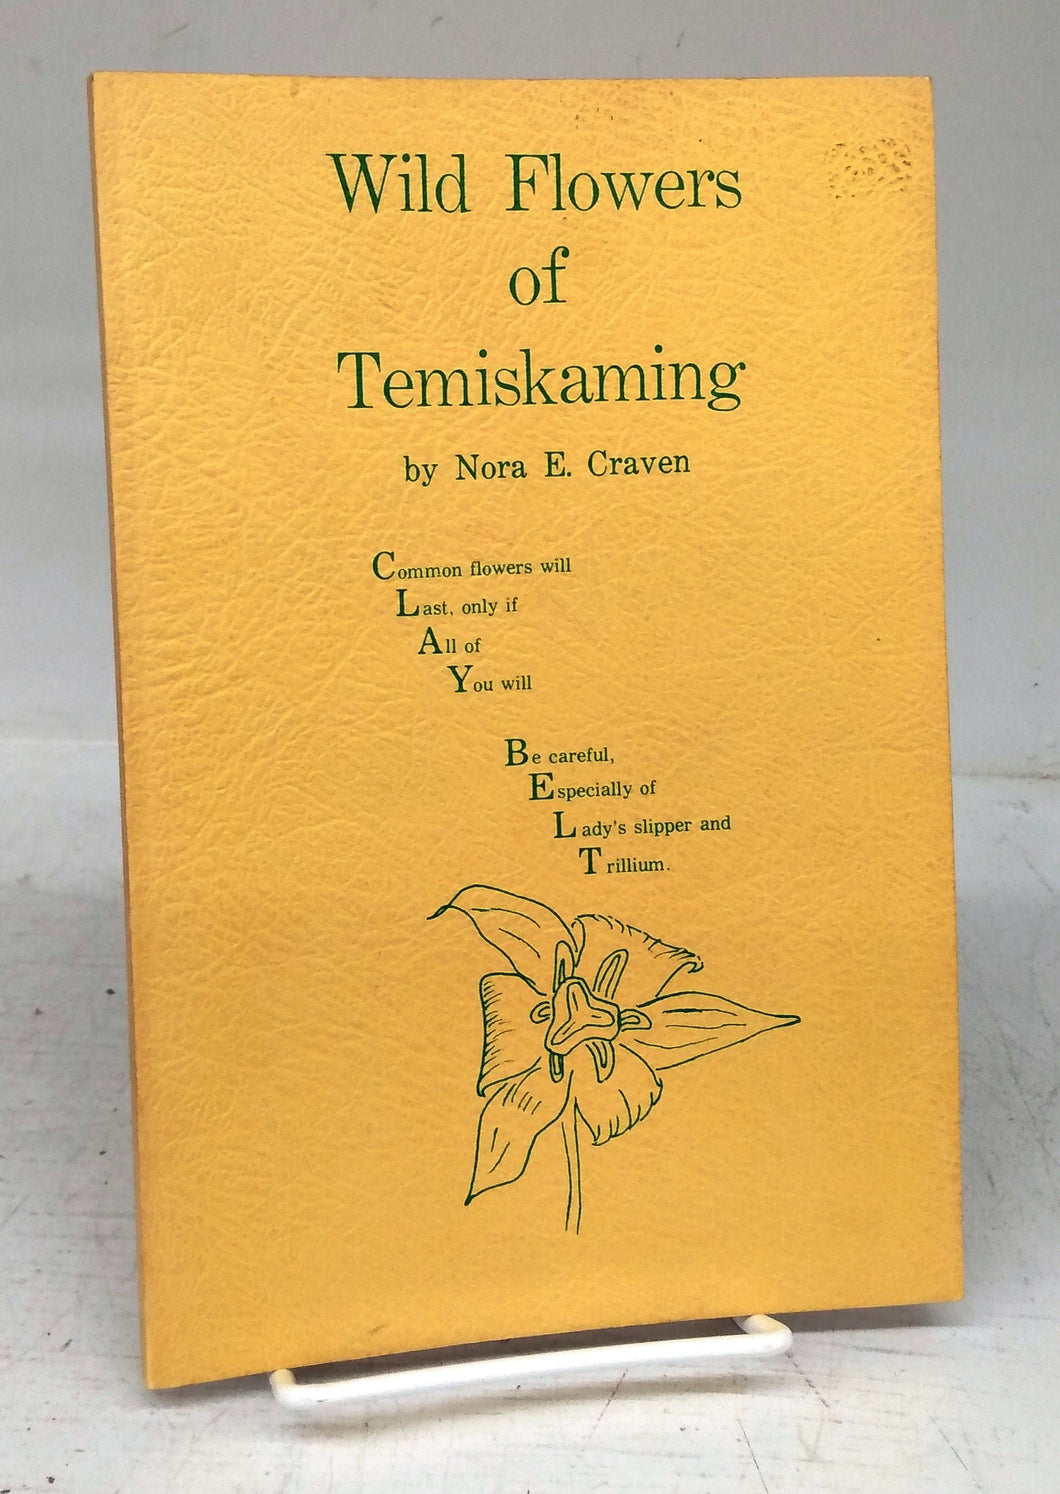 Wild Flowers
of
Temiskaming
by Nora E. Craven
Common flowers will
Last, only if
All of
You will
Be careful,
Especially of
Lady's slipper and
Trillium.